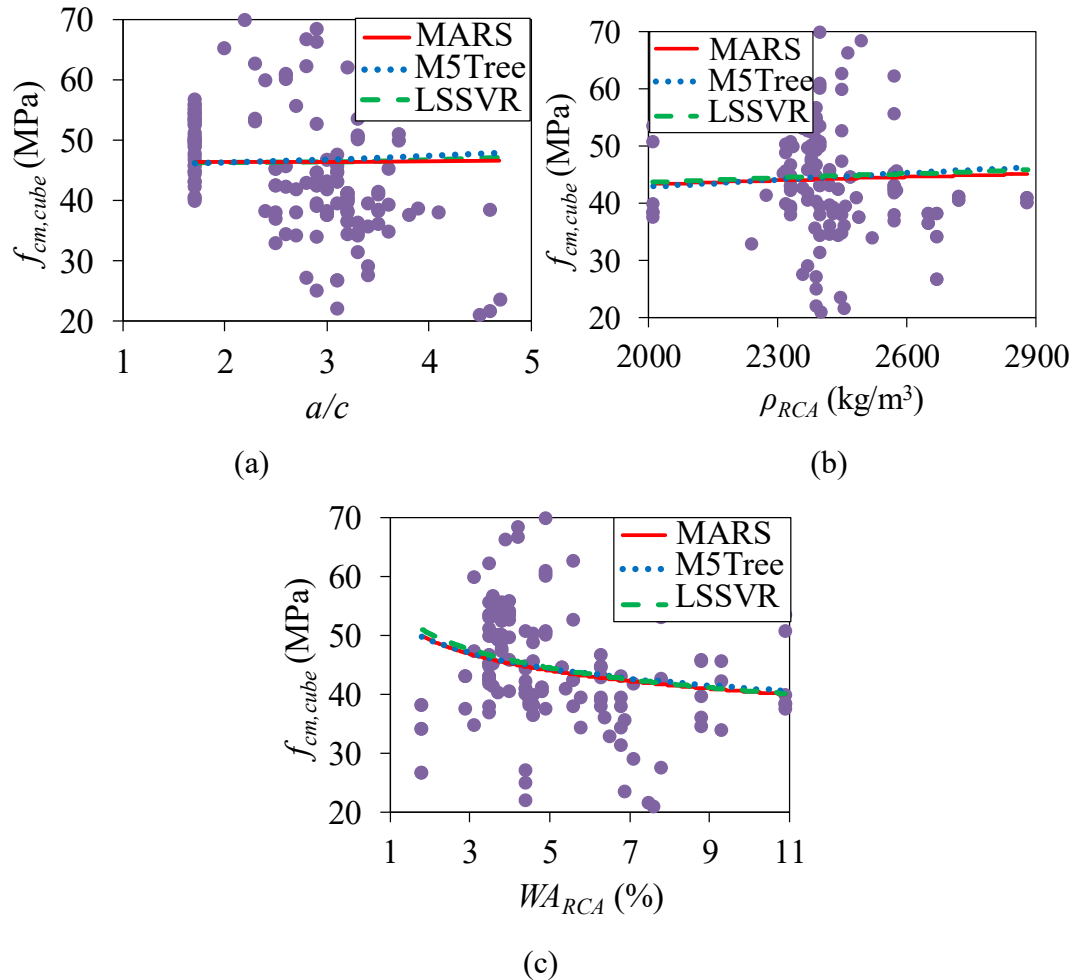 70
60
50
40
30
20
f_cm,cube (MPa)
1 2 3 4 5
a/c
MARS
M5Tree
LSSVR
(a)
70
60
50
40
30
20
f_cm,cube (MPa)
2000 2300 2600 2900
ρ_RCA (kg/m³)
MARS
M5Tree
LSSVR
(b)
70
60
50
40
30
20
f_cm,cube (MPa)
1 3 5 7 9 11
WA_RCA (%)
MARS
M5Tree
LSSVR
(c)